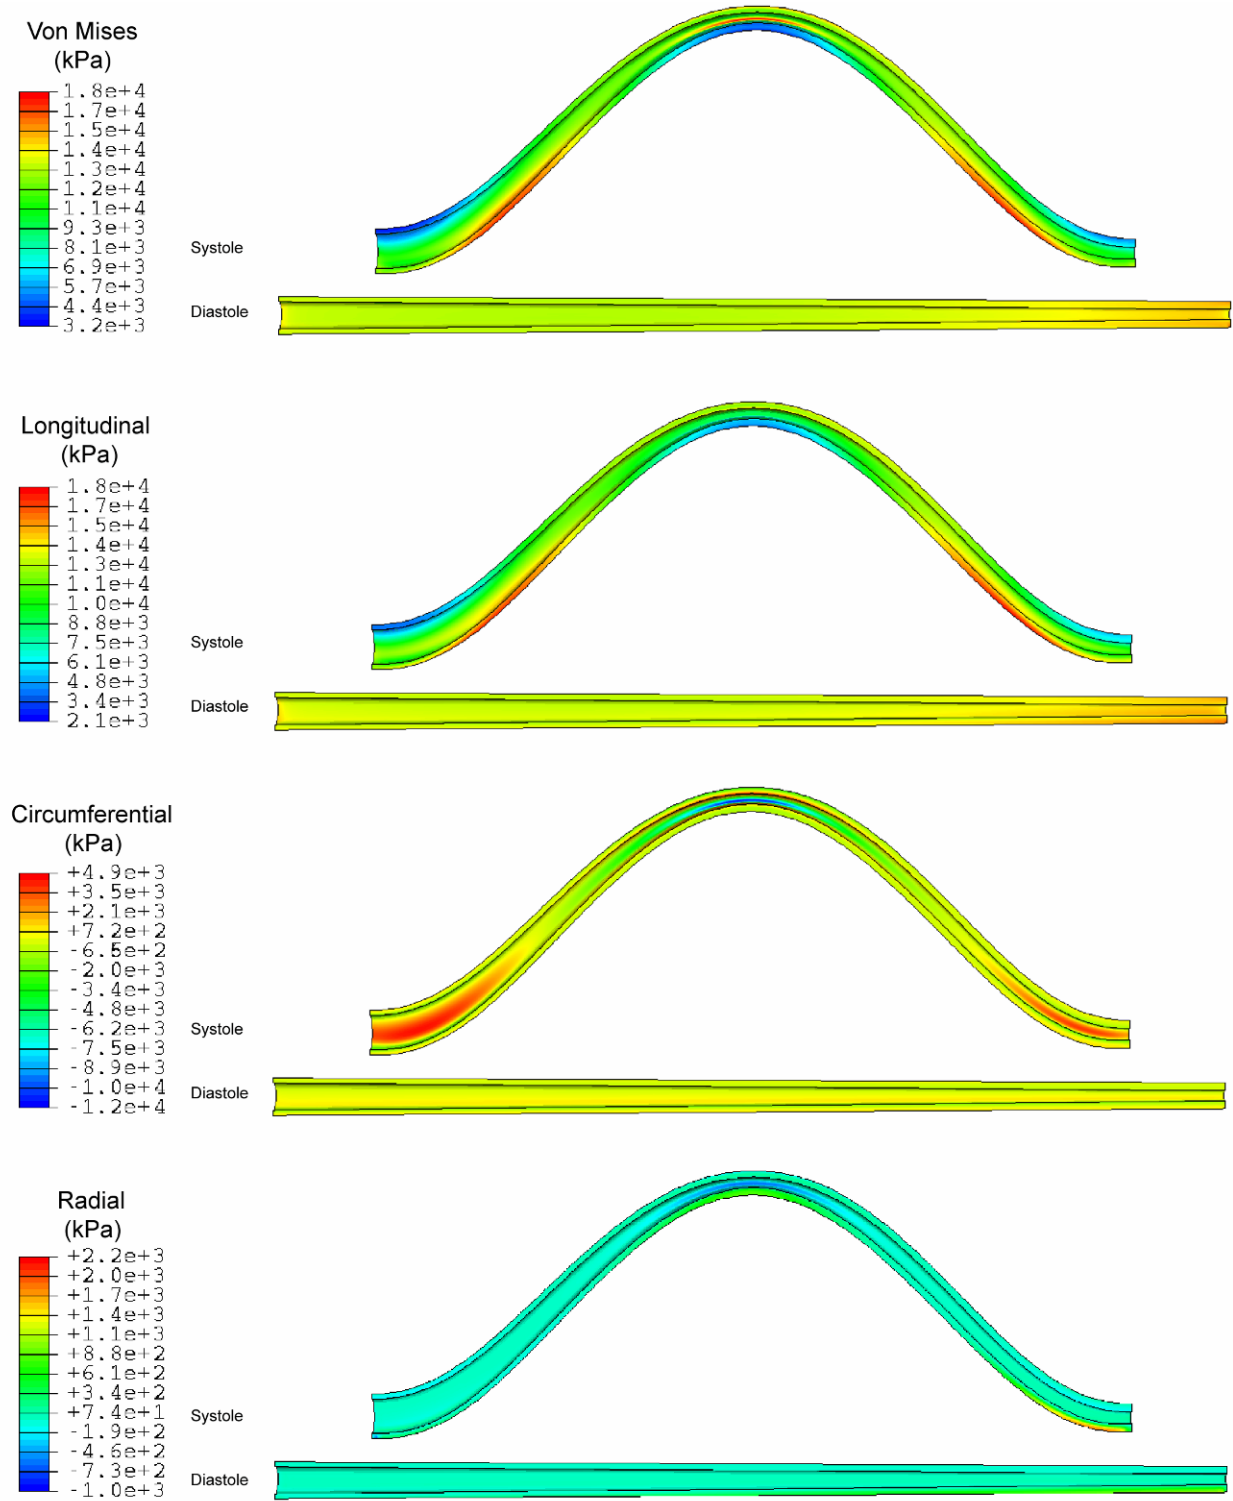 Von Mises
(kPa)
1.8e+4
1.7e+4
1.5e+4
1.4e+4
1.3e+4
1.2e+4
1.1e+4
9.3e+3
8.1e+3
6.9e+3
5.7e+3
4.4e+3
3.2e+3
Systole
Diastole
Longitudinal
(kPa)
1.8e+4
1.7e+4
1.5e+4
1.4e+4
1.3e+4
1.1e+4
1.0e+4
8.8e+3
7.5e+3
6.1e+3
4.8e+3
3.4e+3
2.1e+3
Systole
Diastole
Circumferential
(kPa)
+4.9e+3
+3.5e+3
+2.1e+3
+7.2e+2
-6.5e+2
-2.0e+3
-3.4e+3
-4.8e+3
-6.2e+3
-7.5e+3
-8.9e+3
-1.0e+4
-1.2e+4
Systole
Diastole
Radial
(kPa)
+2.2e+3
+2.0e+3
+1.7e+3
+1.4e+3
+1.1e+3
+8.8e+2
+6.1e+2
+3.4e+2
+7.4e+1
-1.9e+2
-4.6e+2
-7.3e+2
-1.0e+3
Systole
Diastole